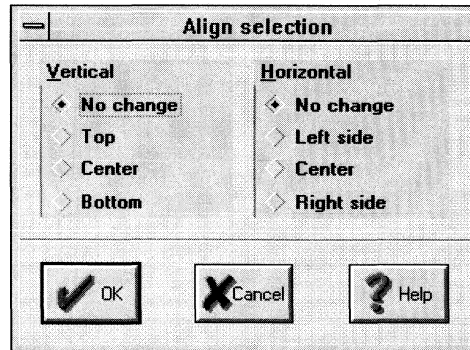 Align selection
Vertical
No change
Top
Center
Bottom
Horizontal
No change
Left side
Center
Right side
OK
Cancel
Help